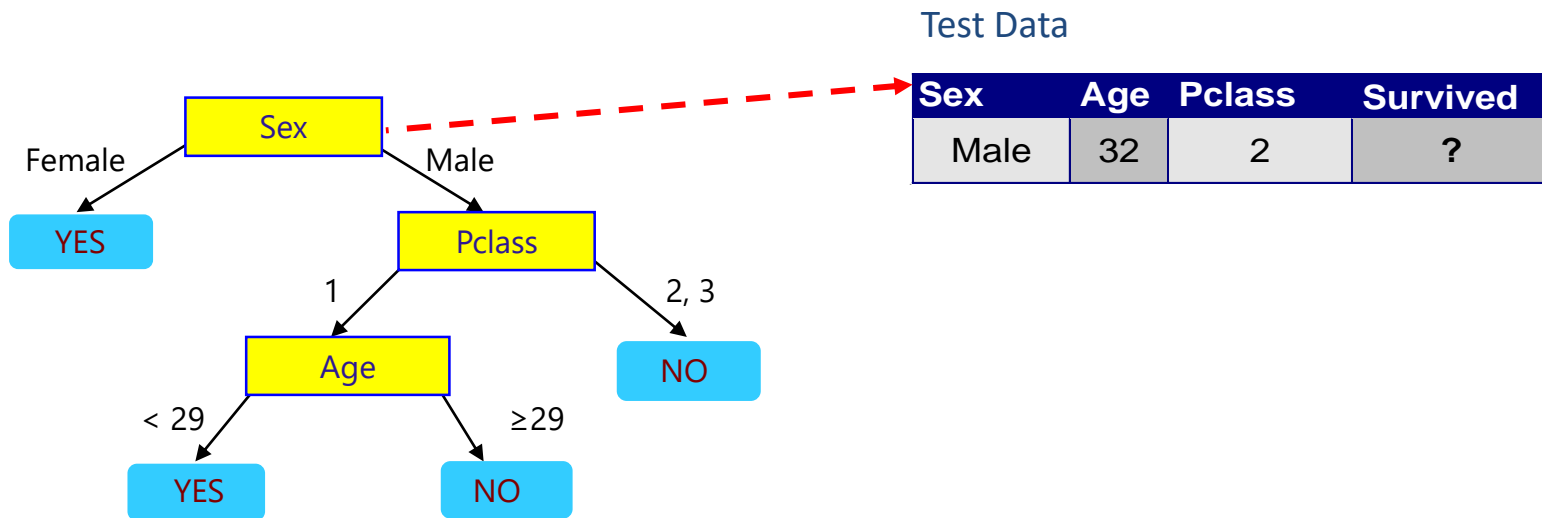 Test Data
Sex Age Pclass Survived
Male 32 2 ?
Sex
Female Male
YES Pclass
1 2, 3
Age NO
< 29 ≥29
YES NO